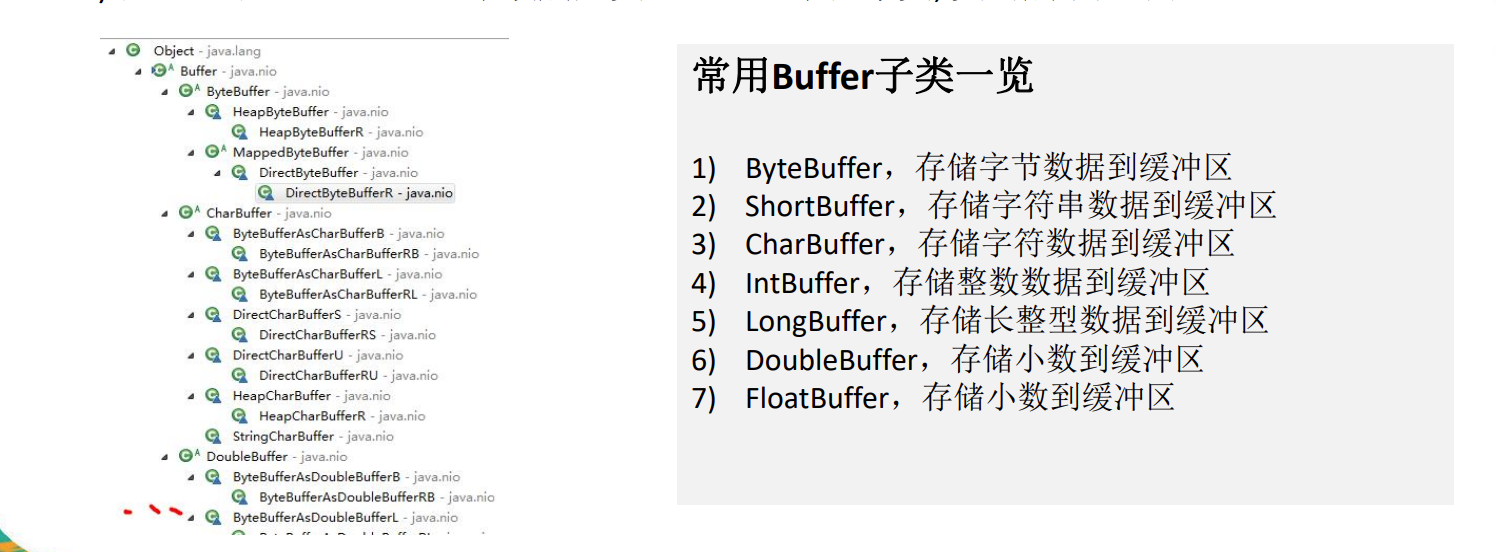 Object - java.lang
Buffer - java.nio
ByteBuffer - java.nio
HeapByteBuffer - java.nio
HeapByteBufferR - java.nio
MappedByteBuffer - java.nio
DirectByteBuffer - java.nio
DirectByteBufferR - java.nio
CharBuffer - java.nio
ByteBufferAsCharBufferB - java.nio
ByteBufferAsCharBufferRB - java.nio
ByteBufferAsCharBufferL - java.nio
ByteBufferAsCharBufferRL - java.nio
DirectCharBufferS - java.nio
DirectCharBufferRS - java.nio
DirectCharBufferU - java.nio
DirectCharBufferRU - java.nio
HeapCharBuffer - java.nio
HeapCharBufferR - java.nio
StringCharBuffer - java.nio
DoubleBuffer - java.nio
ByteBufferAsDoubleBufferB - java.nio
ByteBufferAsDoubleBufferRB - java.nio
ByteBufferAsDoubleBufferL - java.nio
常用Buffer子类一览
1) ByteBuffer，存储字节数据到缓冲区
2) ShortBuffer，存储字符串数据到缓冲区
3) CharBuffer，存储字符数据到缓冲区
4) IntBuffer，存储整数数据到缓冲区
5) LongBuffer，存储长整型数据到缓冲区
6) DoubleBuffer，存储小数到缓冲区
7) FloatBuffer，存储小数到缓冲区